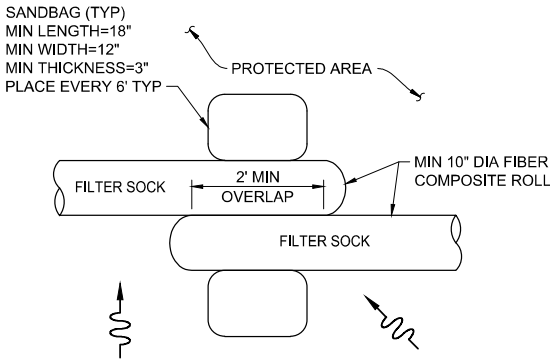 SANDBAG (TYP)
MIN LENGTH=18"
MIN WIDTH=12"
MIN THICKNESS=3"
PLACE EVERY 6' TYP
PROTECTED AREA
MIN 10" DIA FIBER
COMPOSITE ROLL
2' MIN
OVERLAP
FILTER SOCK
FILTER SOCK